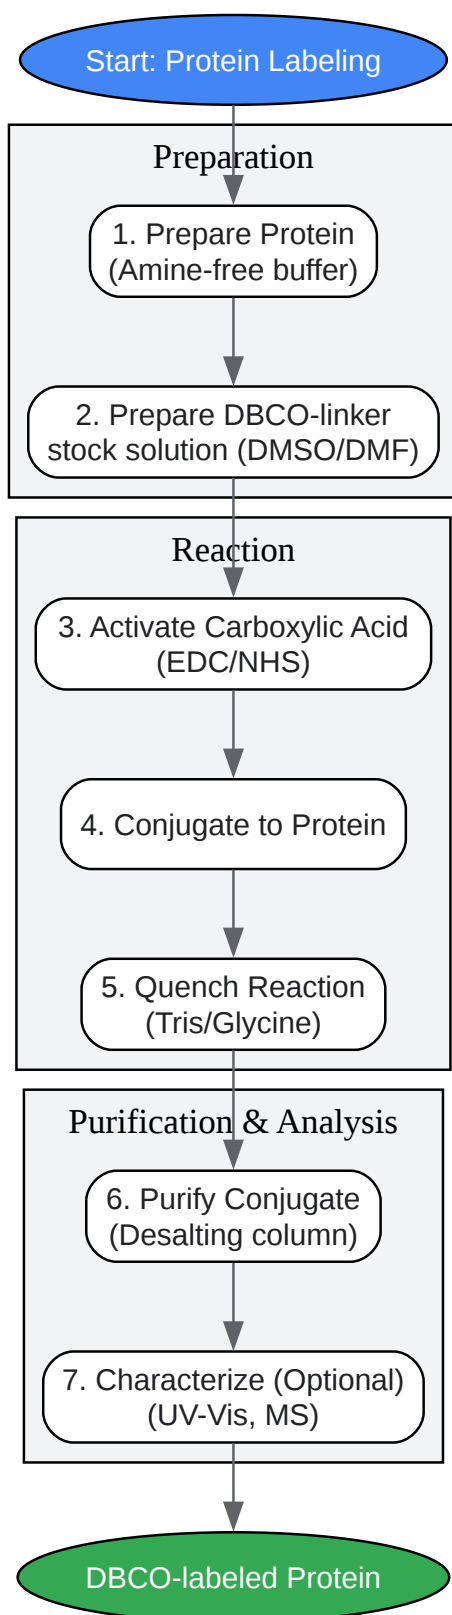 Start: Protein Labeling
Preparation
1. Prepare Protein
(Amine-free buffer)
2. Prepare DBCO-linker
stock solution (DMSO/DMF)
Reaction
3. Activate Carboxylic Acid
(EDC/NHS)
4. Conjugate to Protein
5. Quench Reaction
(Tris/Glycine)
Purification & Analysis
6. Purify Conjugate
(Desalting column)
7. Characterize (Optional)
(UV-Vis, MS)
DBCO-labeled Protein